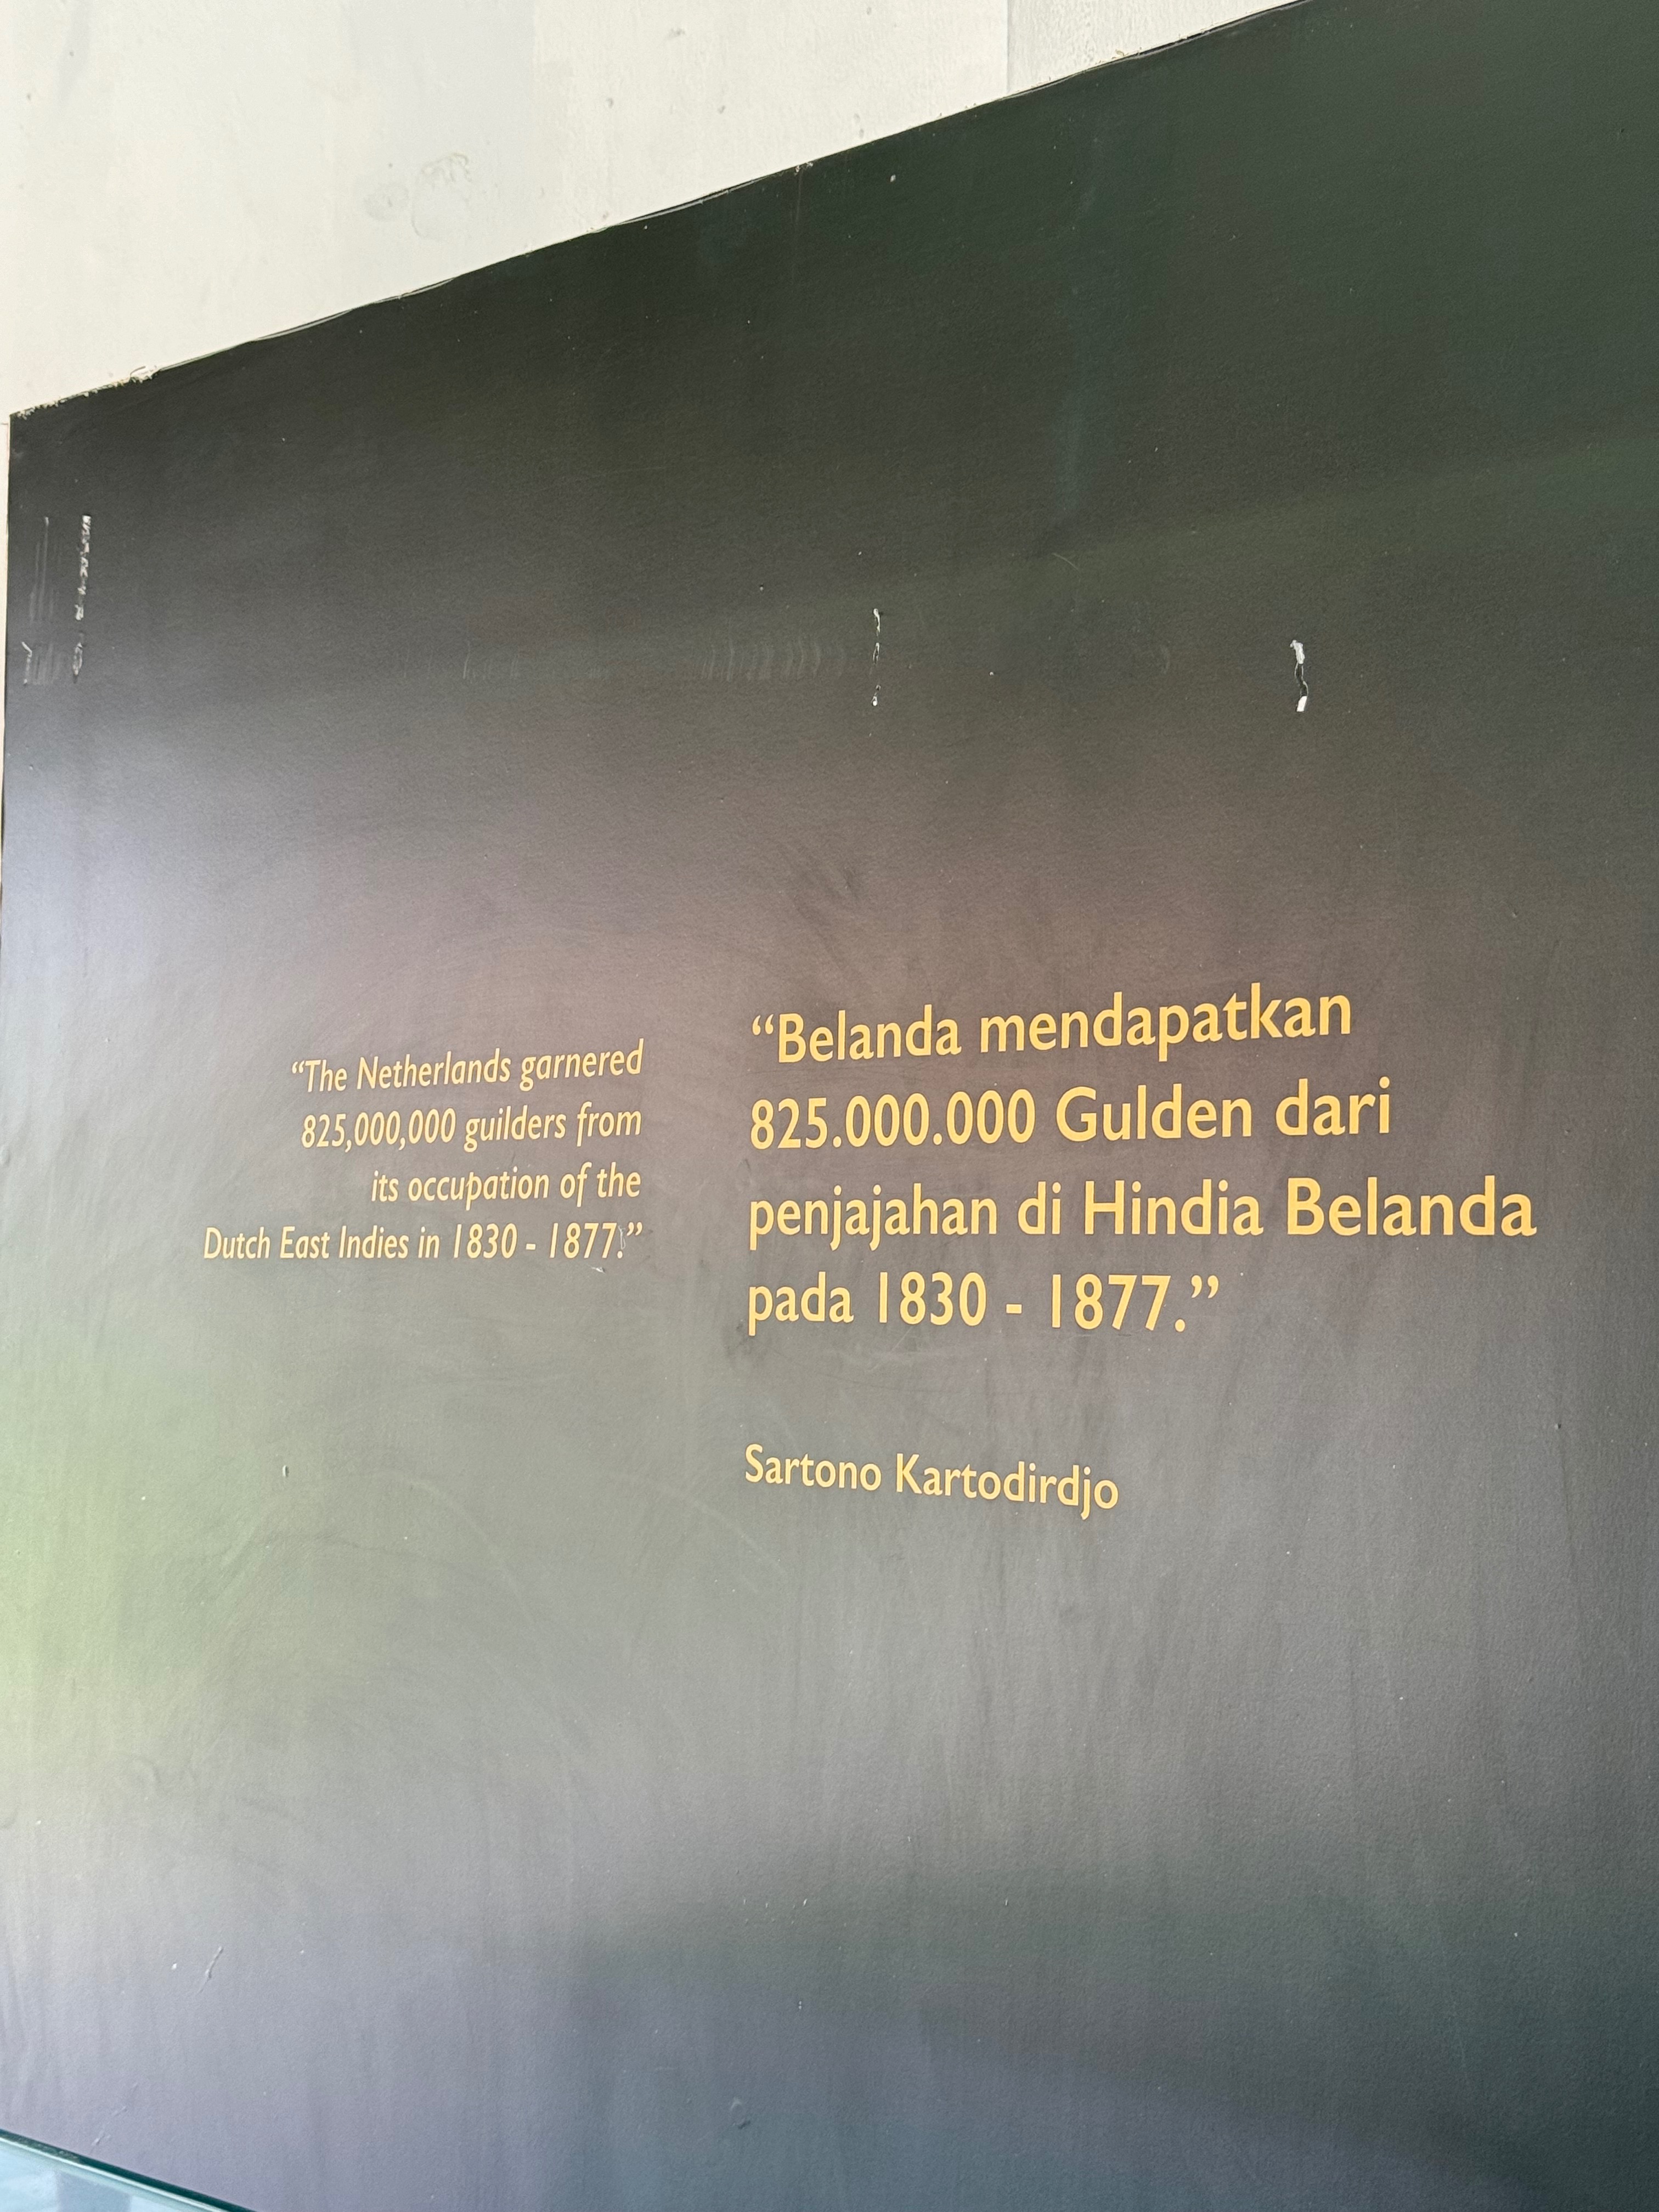 “The Netherlands garnered
825,000,000 guilders from
its occupation of the
Dutch East Indies in 1830 - 1877.”
“Belanda mendapatkan
825.000.000 Gulden dari
penjajahan di Hindia Belanda
pada 1830 - 1877.”
Sartono Kartodirdjo